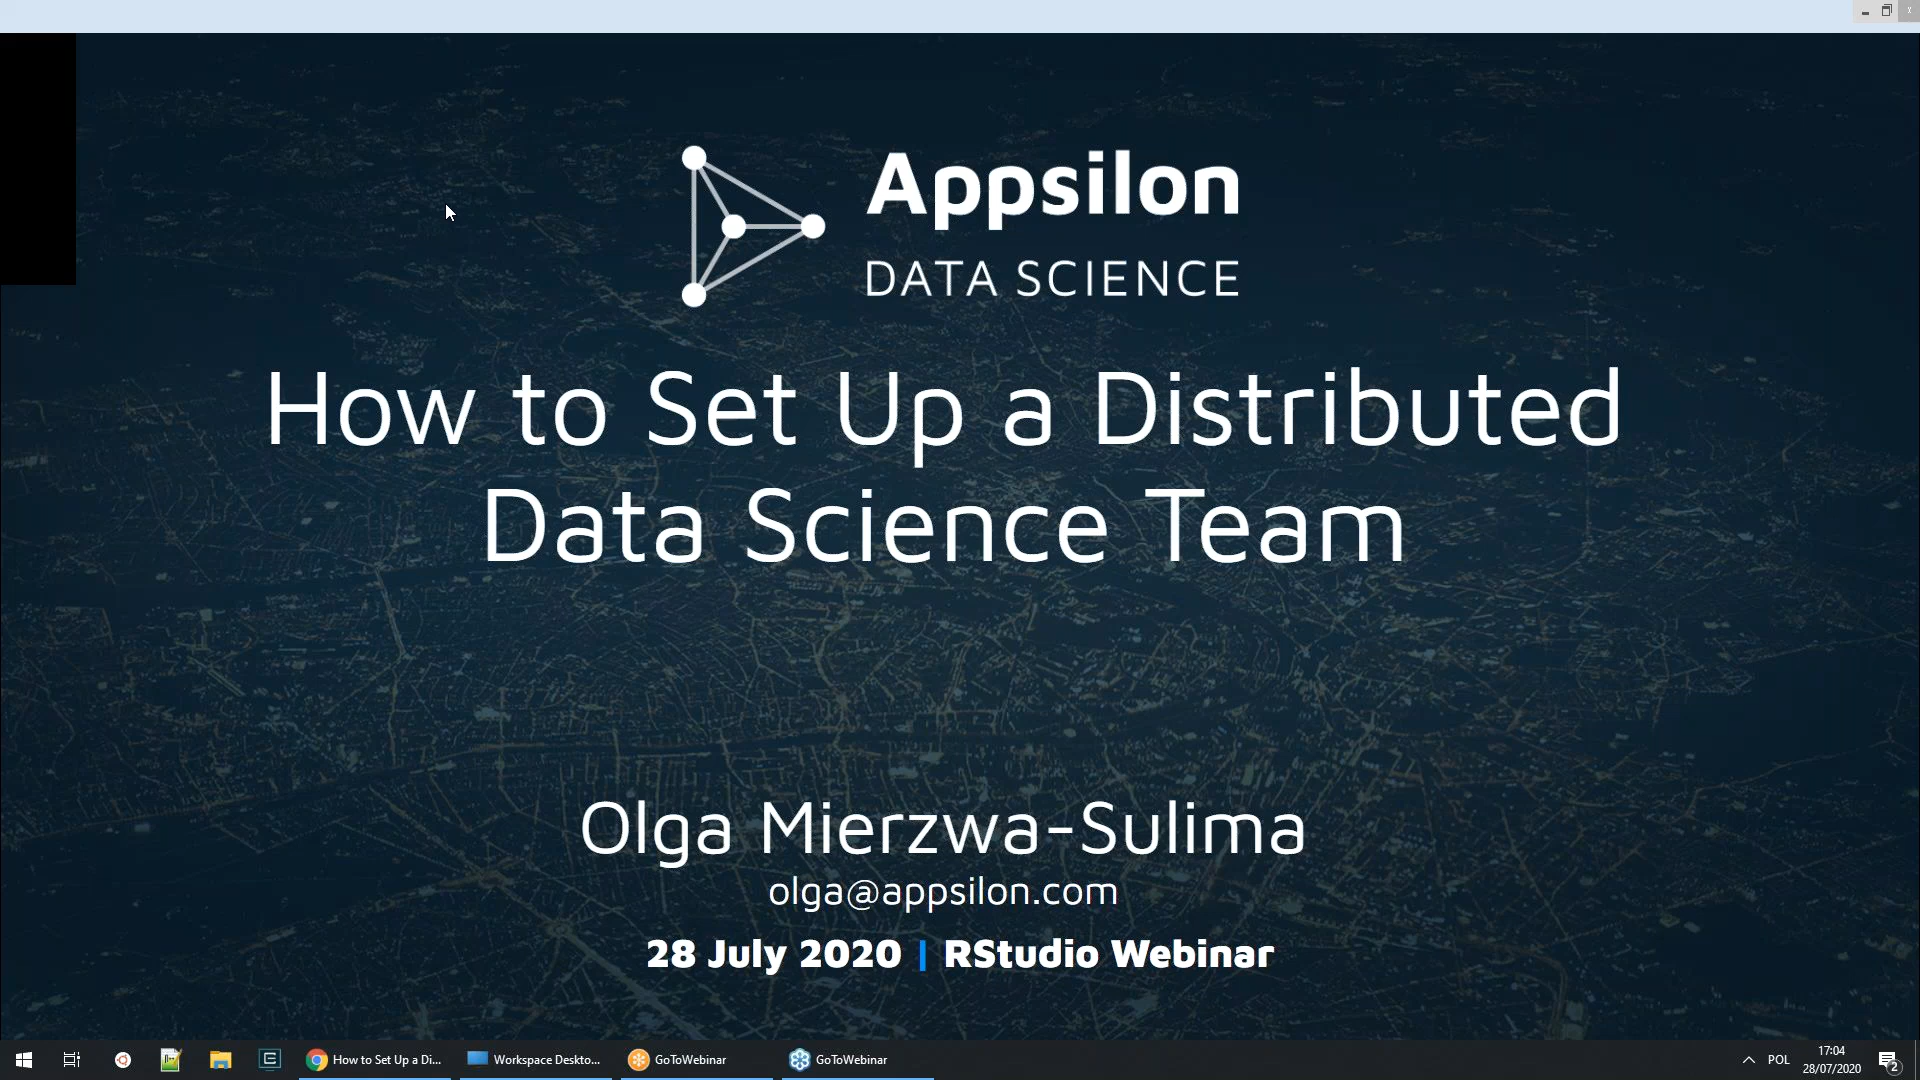 Appsilon
DATA SCIENCE
How to Set Up a Distributed
Data Science Team
Olga Mierzwa-Sulima
olga@appsilon.com
28 July 2020 | RStudio Webinar
How to Set Up a Di...
Workspace Deskto...
GoToWebinar
GoToWebinar
POL
17:04
28/07/2020
2